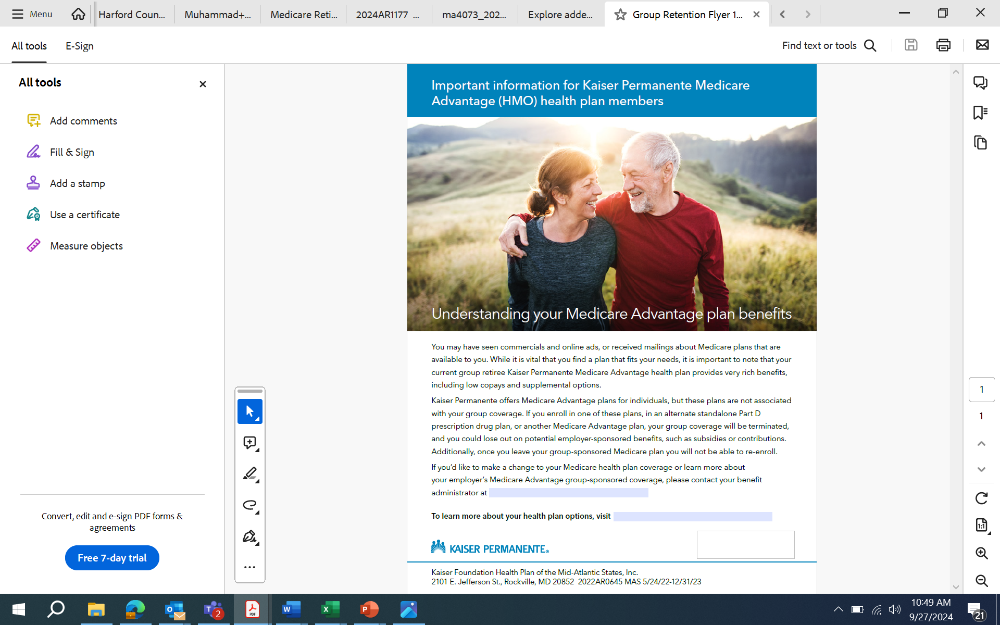 Menu
Harford Coun...
Muhammad+...
Medicare Reti...
2024AR1177 ...
ma4073_202...
Explore adde...
Group Retention Flyer 1...
All tools
E-Sign
Find text or tools
All tools
Add comments
Fill & Sign
Add a stamp
Use a certificate
Measure objects
Convert, edit and e-sign PDF forms &
agreements
Free 7-day trial
Important information for Kaiser Permanente Medicare
Advantage (HMO) health plan members
Understanding your Medicare Advantage plan benefits
You may have seen commercials and online ads, or received mailings about Medicare plans that are
available to you. While it is vital that you find a plan that fits your needs, it is important to note that your
current group retiree Kaiser Permanente Medicare Advantage health plan provides very rich benefits,
including low copays and supplemental options.
Kaiser Permanente offers Medicare Advantage plans for individuals, but these plans are not associated
with your group coverage. If you enroll in one of these plans, in an alternate standalone Part D
prescription drug plan, or another Medicare Advantage plan, your group coverage will be terminated,
and you could lose out on potential employer-sponsored benefits, such as subsidies or contributions.
Additionally, once you leave your group-sponsored Medicare plan you will not be able to re-enroll.
If you’d like to make a change to your Medicare health plan coverage or learn more about
your employer’s Medicare Advantage group-sponsored coverage, please contact your benefit
administrator at
To learn more about your health plan options, visit
KAISER PERMANENTE®
Kaiser Foundation Health Plan of the Mid-Atlantic States, Inc.
2101 E. Jefferson St., Rockville, MD 20852 2022AR0645 MAS 5/24/22-12/31/23
1
1
1:1
2
PDF
10:49 AM
9/27/2024
21